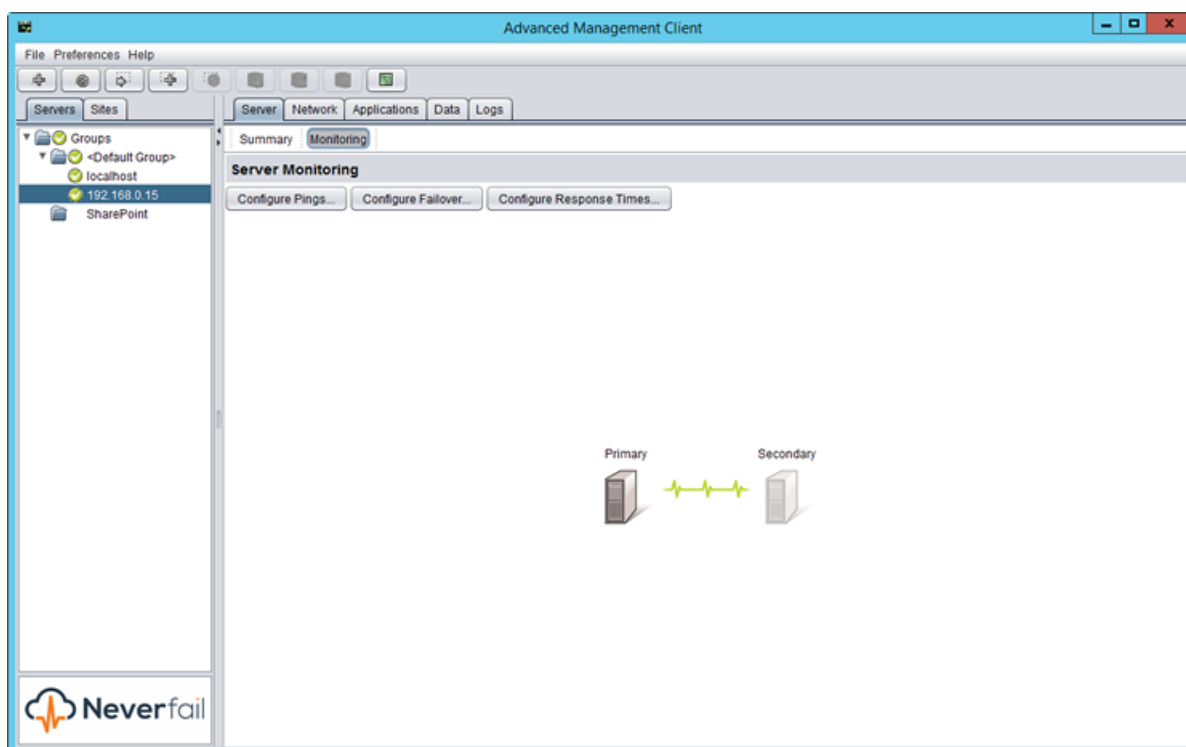 Advanced Management Client
File Preferences Help
Servers Sites
Server Network Applications Data Logs
Groups
<Default Group>
localhost
192.168.0.15
SharePoint
Summary Monitoring
Server Monitoring
Configure Pings... Configure Failover... Configure Response Times...
Primary Secondary
Neverfail